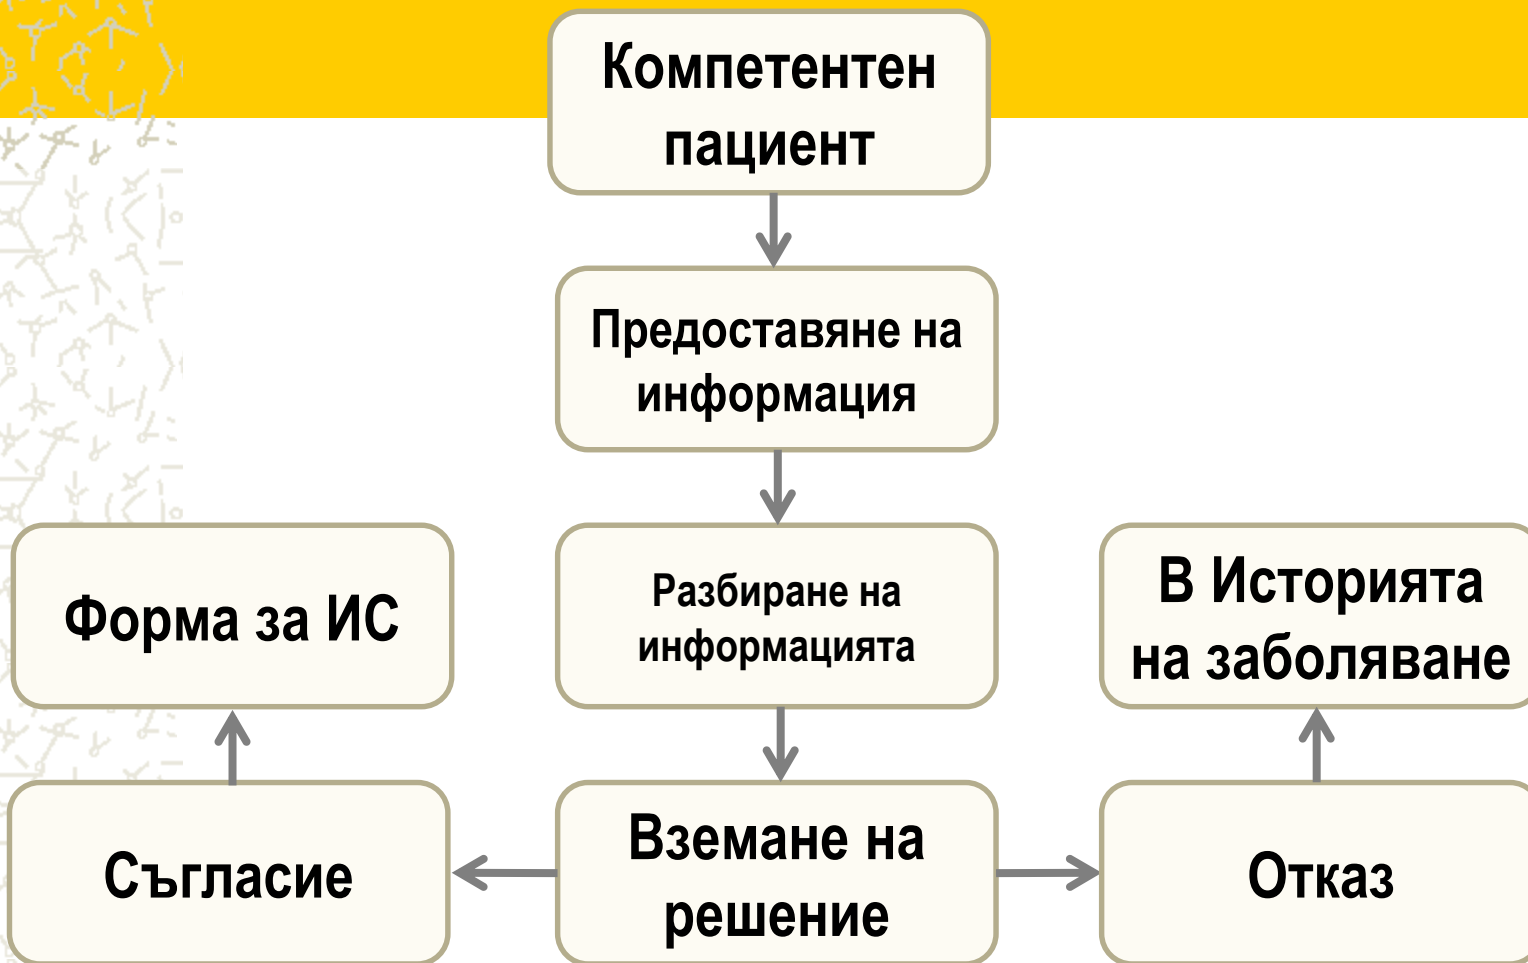 Компетентен
пациент
Предоставяне на
информация
Форма за ИС
Разбиране на
информацията
В Историята
на заболяване
Съгласие
Вземане на
решение
Отказ